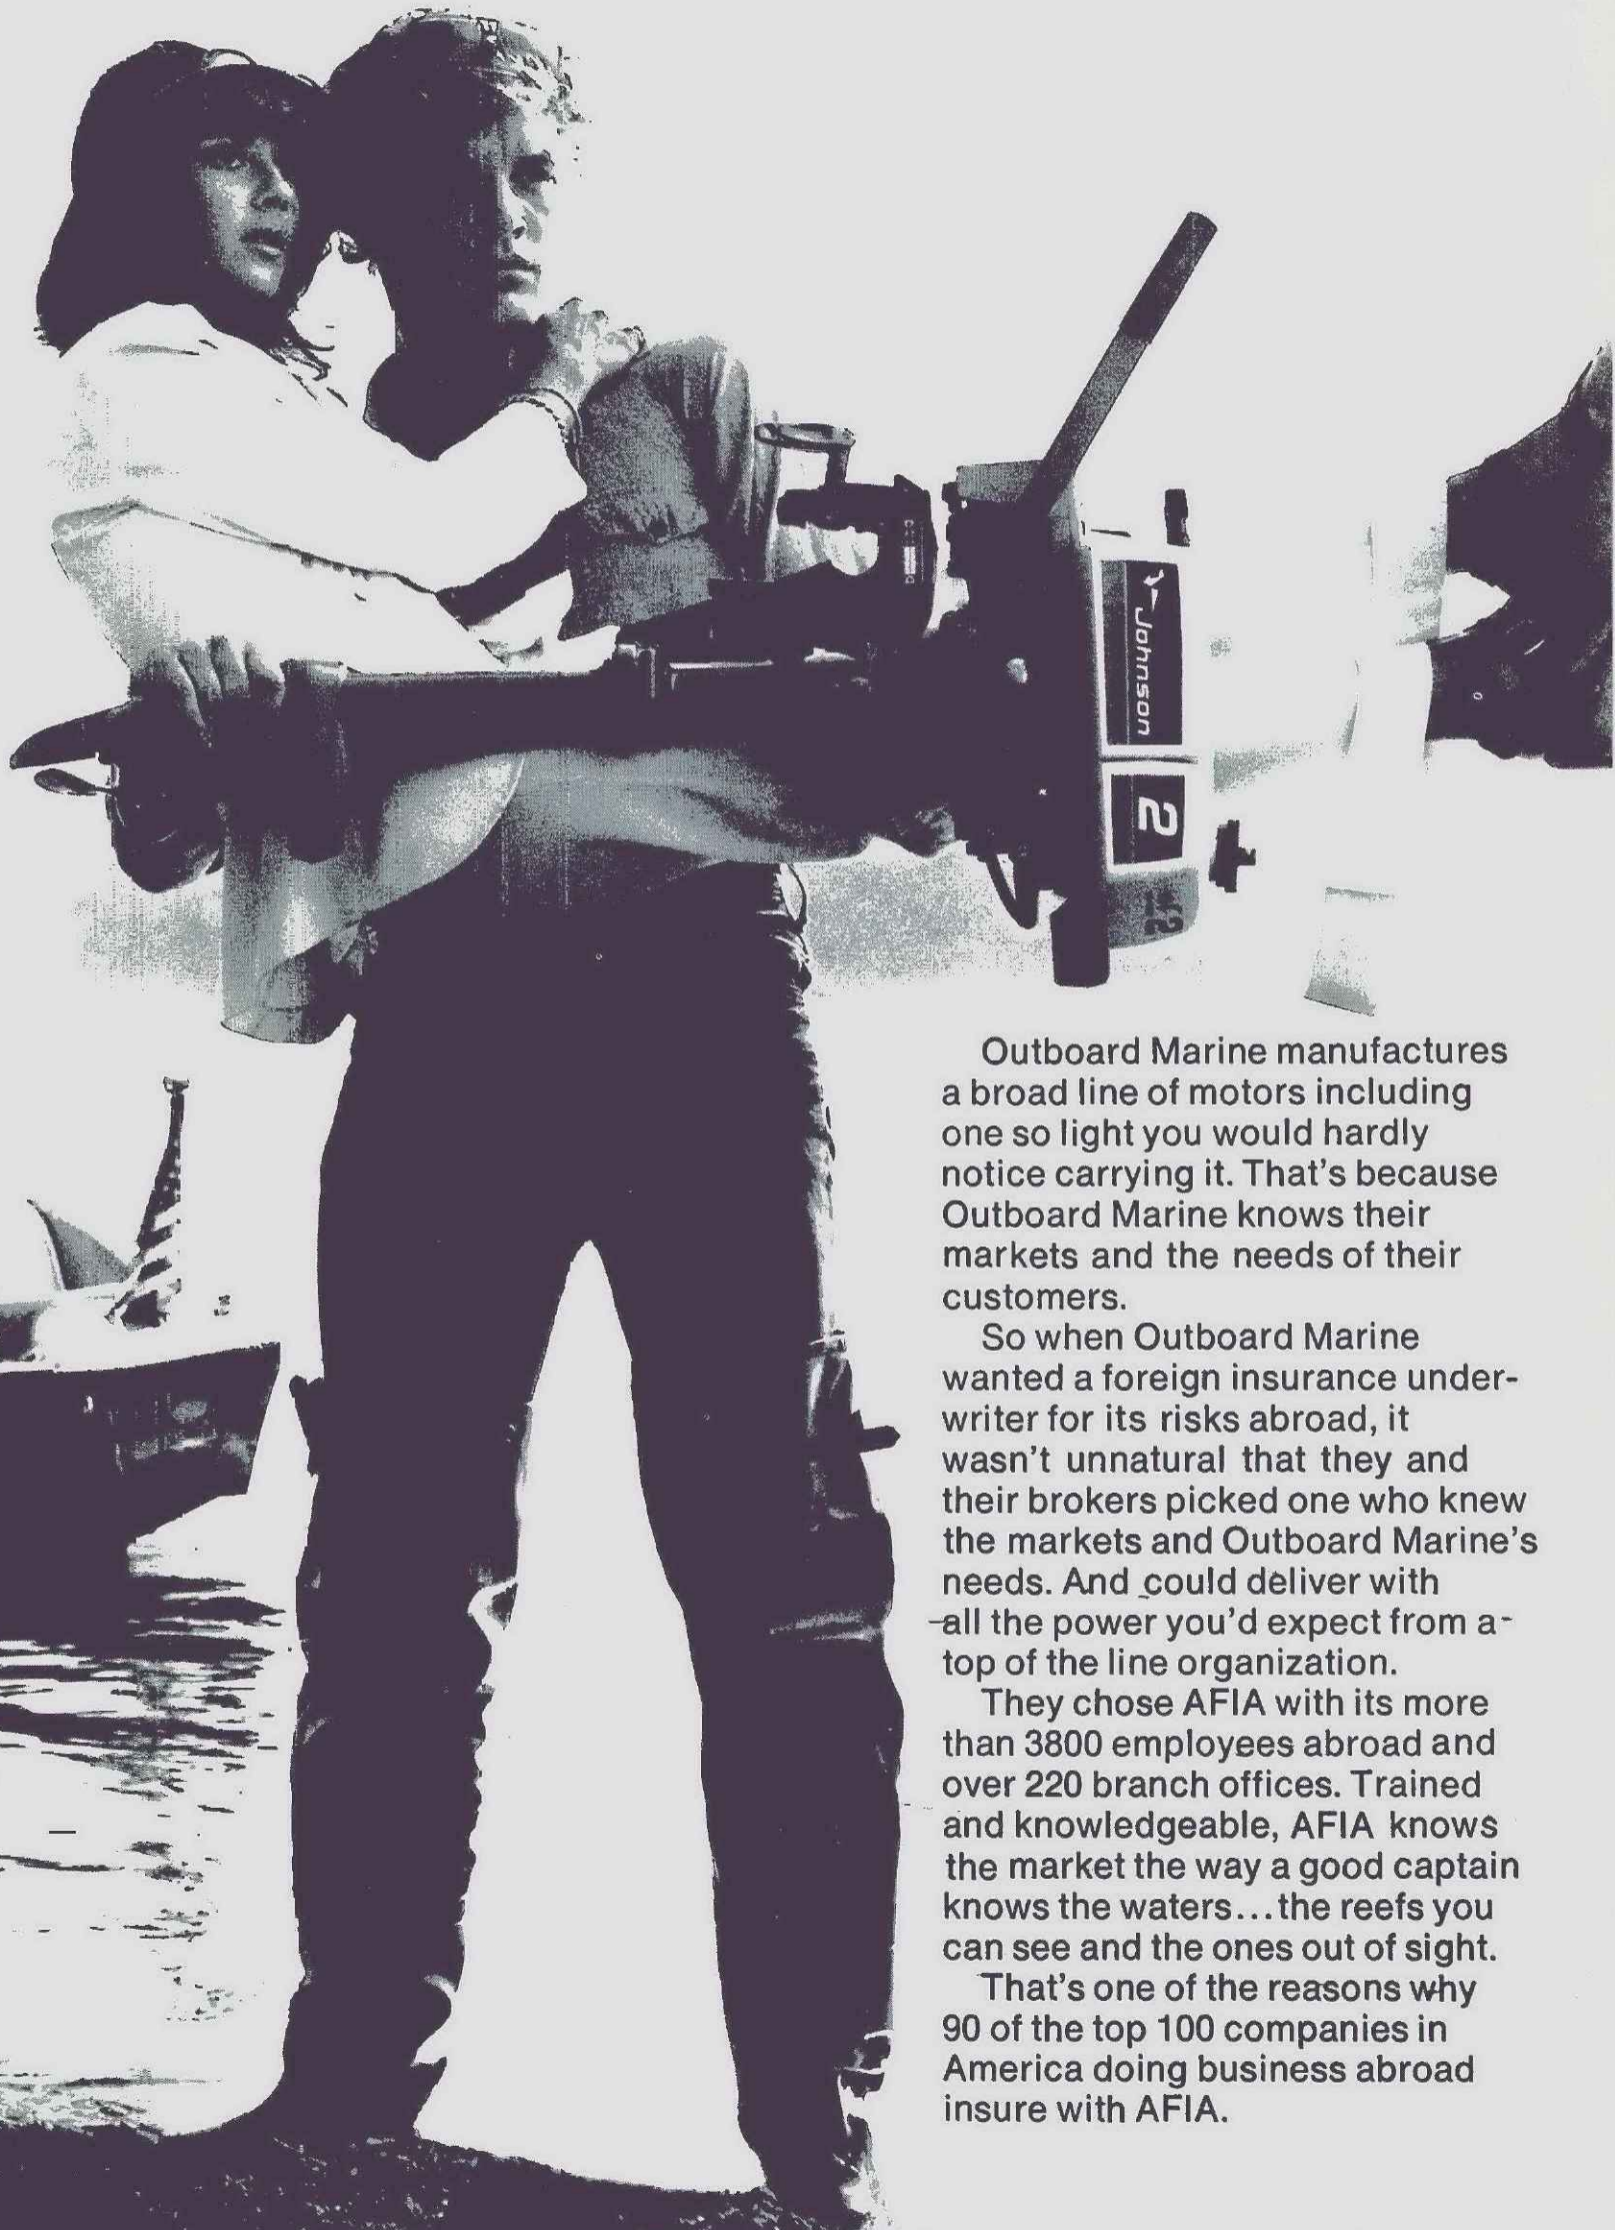 Johnson
2
Outboard Marine manufactures
a broad line of motors including
one so light you would hardly
notice carrying it. That's because
Outboard Marine knows their
markets and the needs of their
customers.
So when Outboard Marine
wanted a foreign insurance under-
writer for its risks abroad, it
wasn't unnatural that they and
their brokers picked one who knew
the markets and Outboard Marine's
needs. And could deliver with
all the power you'd expect from a
top of the line organization.
They chose AFIA with its more
than 3800 employees abroad and
over 220 branch offices. Trained
and knowledgeable, AFIA knows
the market the way a good captain
knows the waters...the reefs you
can see and the ones out of sight.
That's one of the reasons why
90 of the top 100 companies in
America doing business abroad
insure with AFIA.